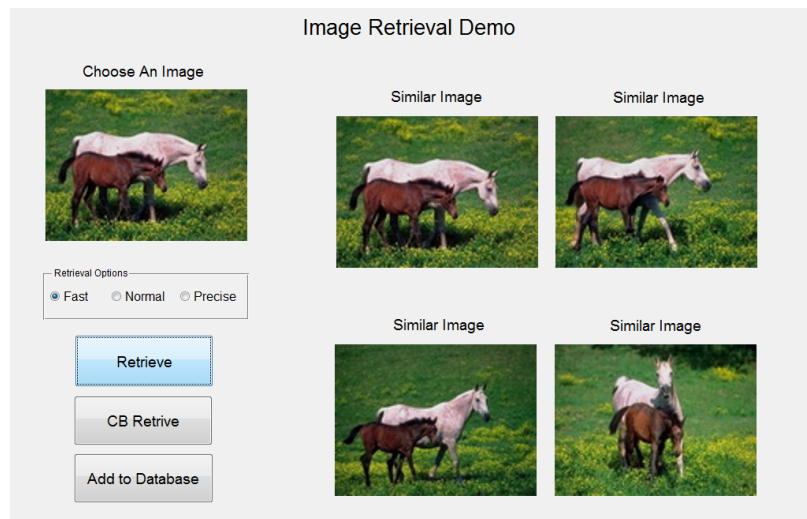 Image Retrieval Demo
Choose An Image
Similar Image
Similar Image
Retrieval Options
Fast
Normal
Precise
Retrieve
CB Retrive
Add to Database
Similar Image
Similar Image